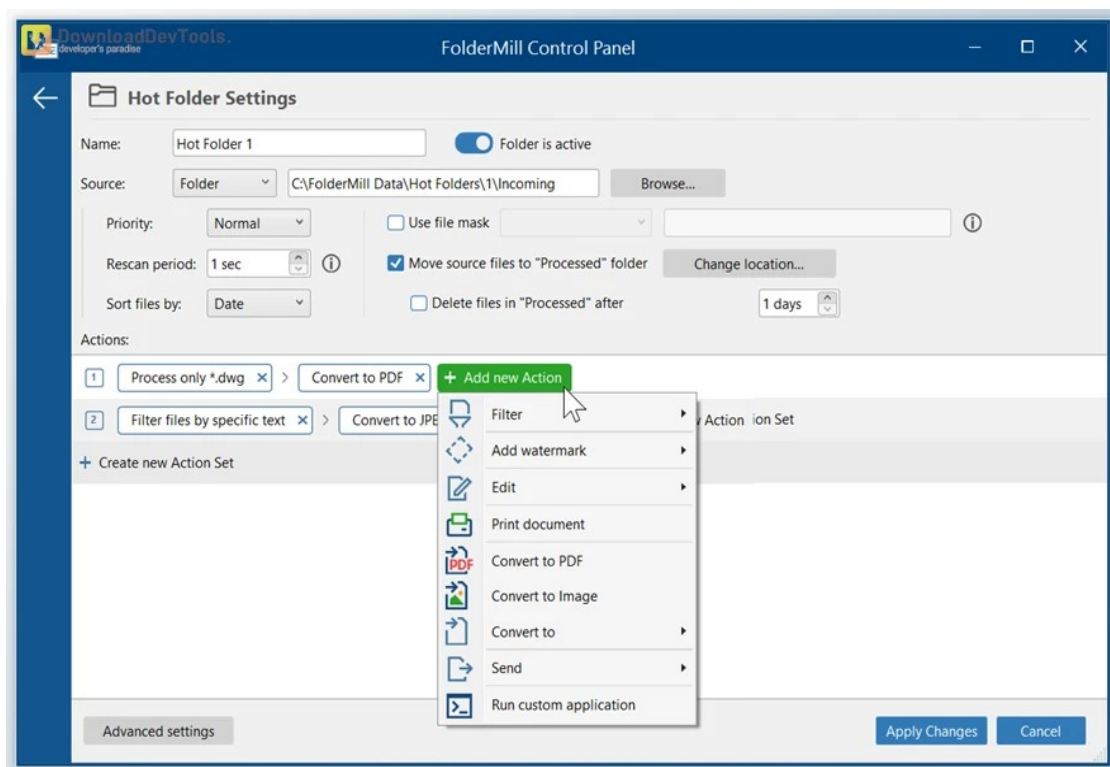 DownloadDevTools.
developer's paradise
FolderMill Control Panel
Hot Folder Settings
Name: Hot Folder 1 Folder is active
Source: Folder C:\FolderMill Data\Hot Folders\1\Incoming Browse...
Priority: Normal Use file mask
Rescan period: 1 sec Move source files to "Processed" folder Change location...
Sort files by: Date Delete files in "Processed" after 1 days
Actions:
1 Process only *.dwg > Convert to PDF + Add new Action
2 Filter files by specific text > Convert to JPE Action ion Set
+ Create new Action Set
Filter
Add watermark
Edit
Print document
PDF Convert to PDF
Convert to Image
Convert to
Send
Run custom application
Advanced settings Apply Changes Cancel